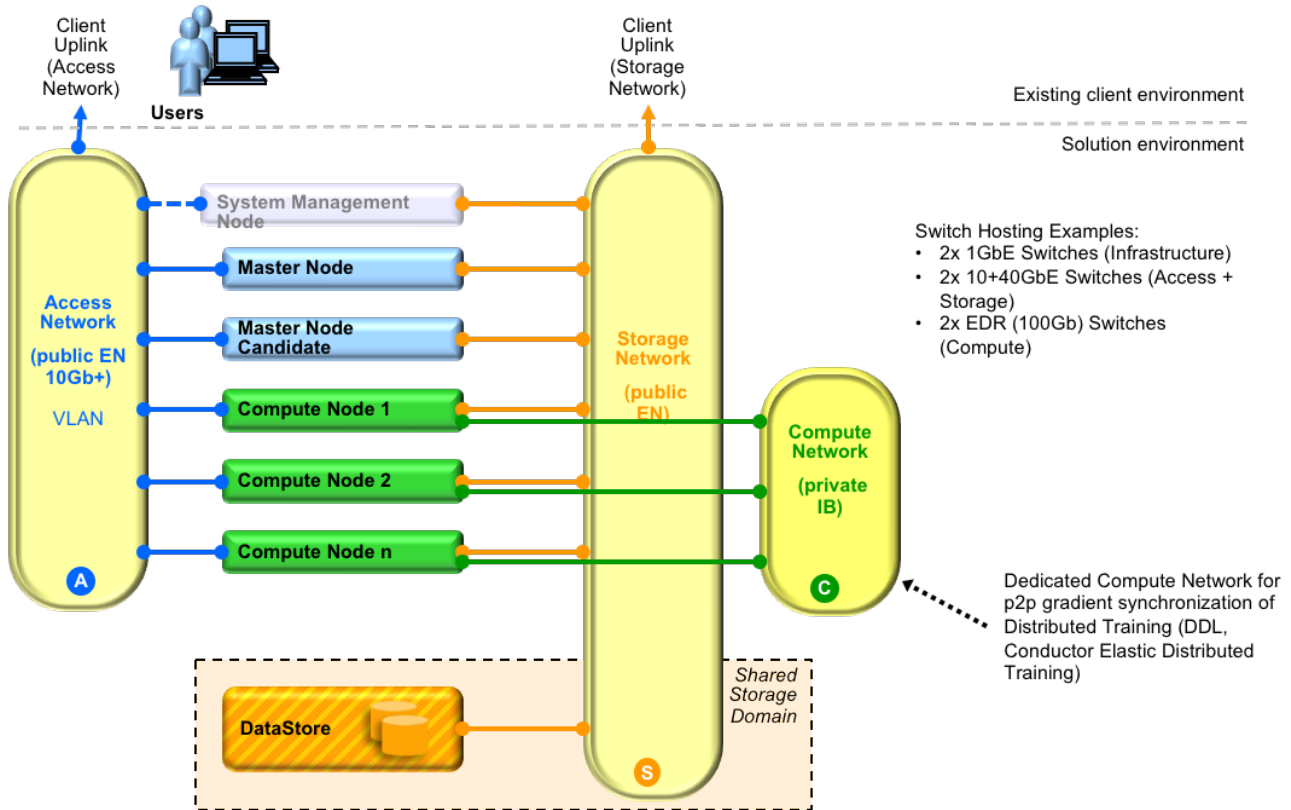 Client
Uplink
(Access
Network)
Users
Client
Uplink
(Storage
Network)
Existing client environment
Solution environment
System Management
Node
Master Node
Master Node
Candidate
Compute Node 1
Compute Node 2
Compute Node n
Access
Network
(public EN
10Gb+)
VLAN
A
Storage
Network
(public
EN)
S
Compute
Network
(private
IB)
C
Switch Hosting Examples:
• 2x 1GbE Switches (Infrastructure)
• 2x 10+40GbE Switches (Access +
Storage)
• 2x EDR (100Gb) Switches
(Compute)
Dedicated Compute Network for
p2p gradient synchronization of
Distributed Training (DDL,
Conductor Elastic Distributed
Training)
Shared
Storage
Domain
DataStore